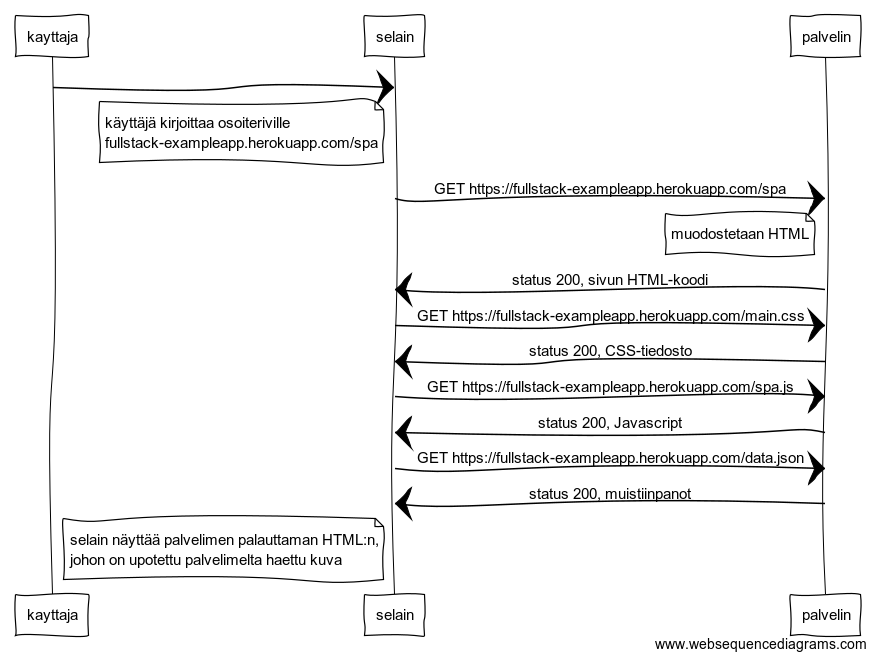 kayttaja
selain
palvelin
käyttäjä kirjoittaa osoiteriville
fullstack-exampleapp.herokuapp.com/spa
GET https://fullstack-exampleapp.herokuapp.com/spa
muodostetaan HTML
status 200, sivun HTML-koodi
GET https://fullstack-exampleapp.herokuapp.com/main.css
status 200, CSS-tiedosto
GET https://fullstack-exampleapp.herokuapp.com/spa.js
status 200, Javascript
GET https://fullstack-exampleapp.herokuapp.com/data.json
status 200, muistiinpanot
selain näyttää palvelimen palauttaman HTML:n,
johon on upotettu palvelimelta haettu kuva
kayttaja
selain
palvelin
www.websequencediagrams.com